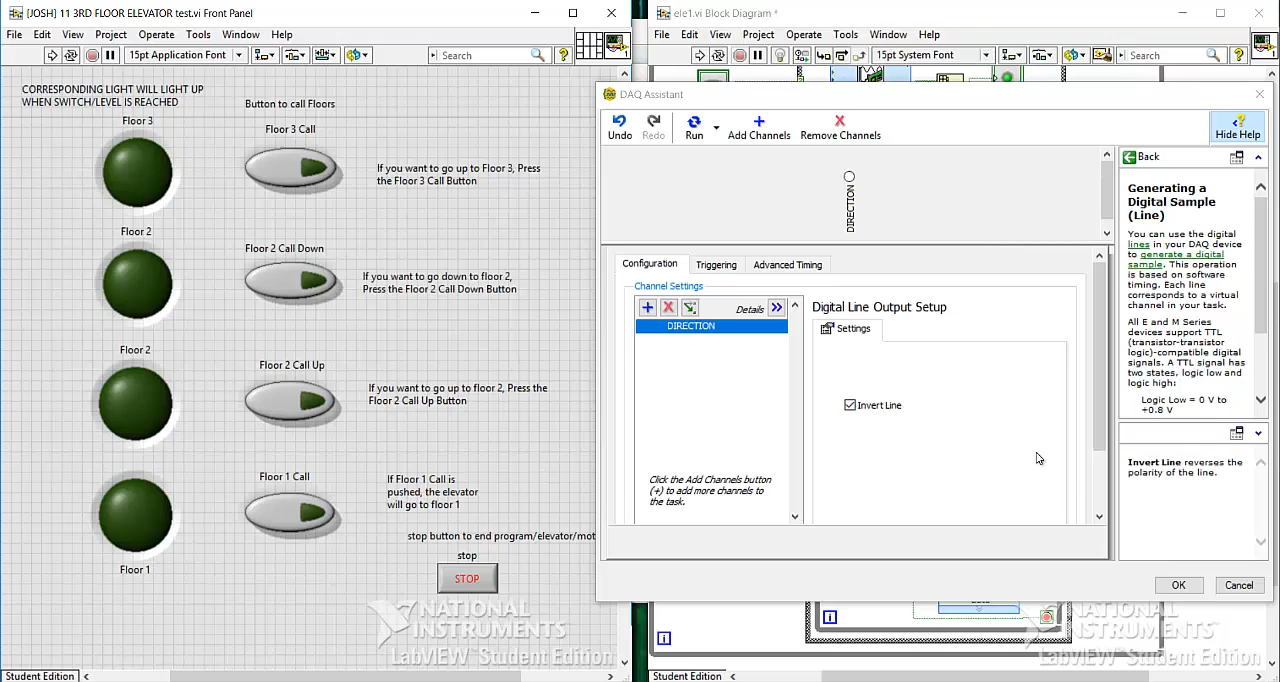 [JOSH] 11 3RD FLOOR ELEVATOR test.vi Front Panel
File Edit View Project Operate Tools Window Help
15pt Application Font
Search
CORRESPONDING LIGHT WILL LIGHT UP
WHEN SWITCH/LEVEL IS REACHED
Button to call Floors
Floor 3
Floor 3 Call
If you want to go up to Floor 3, Press
the Floor 3 Call Button
Floor 2
Floor 2 Call Down
If you want to go down to floor 2,
Press the Floor 2 Call Down Button
Floor 2
Floor 2 Call Up
If you want to go up to floor 2, Press the
Floor 2 Call Up Button
Floor 1 Call
If Floor 1 Call is
pushed, the elevator
will go to floor 1
stop button to end program/elevator/mot
stop
STOP
Floor 1
NATIONAL
INSTRUMENTS
LabVIEW Student Edition
Student Edition
ele1.vi Block Diagram *
File Edit View Project Operate Tools Window Help
15pt System Font
Search
DAQ Assistant
Undo Redo Run Add Channels Remove Channels
Hide Help
DIRECTION
Configuration Triggering Advanced Timing
Channel Settings
Details
DIRECTION
Click the Add Channels button
(+) to add more channels to
the task.
Digital Line Output Setup
Settings
Invert Line
Back
Generating a
Digital Sample
(Line)
You can use the digital
lines in your DAQ device
to generate a digital
sample. This operation
is based on software
timing. Each line
corresponds to a virtual
channel in your task.
All E and M Series
devices support TTL
(transistor-transistor
logic)-compatible digital
signals. A TTL signal has
two states, logic low and
logic high:
Logic Low = 0 V to
+0.8 V
Invert Line reverses the
polarity of the line.
OK Cancel
NATIONAL
INSTRUMENTS
LabVIEW Student Edition
Student Edition